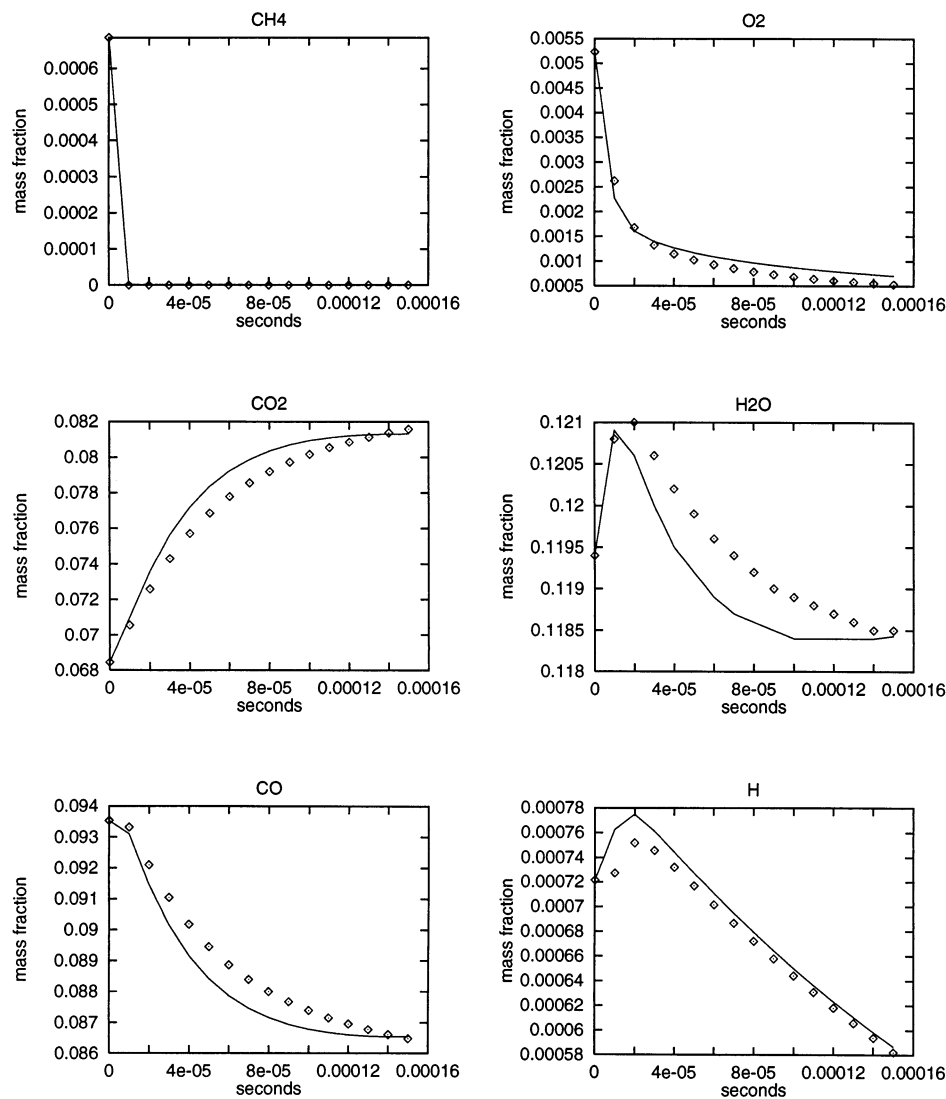 CH4
mass fraction
0.0006
0.0005
0.0004
0.0003
0.0002
0.0001
0
0 4e-05 8e-05 0.00012 0.00016
seconds
O2
mass fraction
0.0055
0.005
0.0045
0.004
0.0035
0.003
0.0025
0.002
0.0015
0.001
0.0005
0 4e-05 8e-05 0.00012 0.00016
seconds
CO2
mass fraction
0.082
0.08
0.078
0.076
0.074
0.072
0.07
0.068
0 4e-05 8e-05 0.00012 0.00016
seconds
H2O
mass fraction
0.121
0.1205
0.12
0.1195
0.119
0.1185
0.118
0 4e-05 8e-05 0.00012 0.00016
seconds
CO
mass fraction
0.094
0.093
0.092
0.091
0.09
0.089
0.088
0.087
0.086
0 4e-05 8e-05 0.00012 0.00016
seconds
H
mass fraction
0.00078
0.00076
0.00074
0.00072
0.0007
0.00068
0.00066
0.00064
0.00062
0.0006
0.00058
0 4e-05 8e-05 0.00012 0.00016
seconds